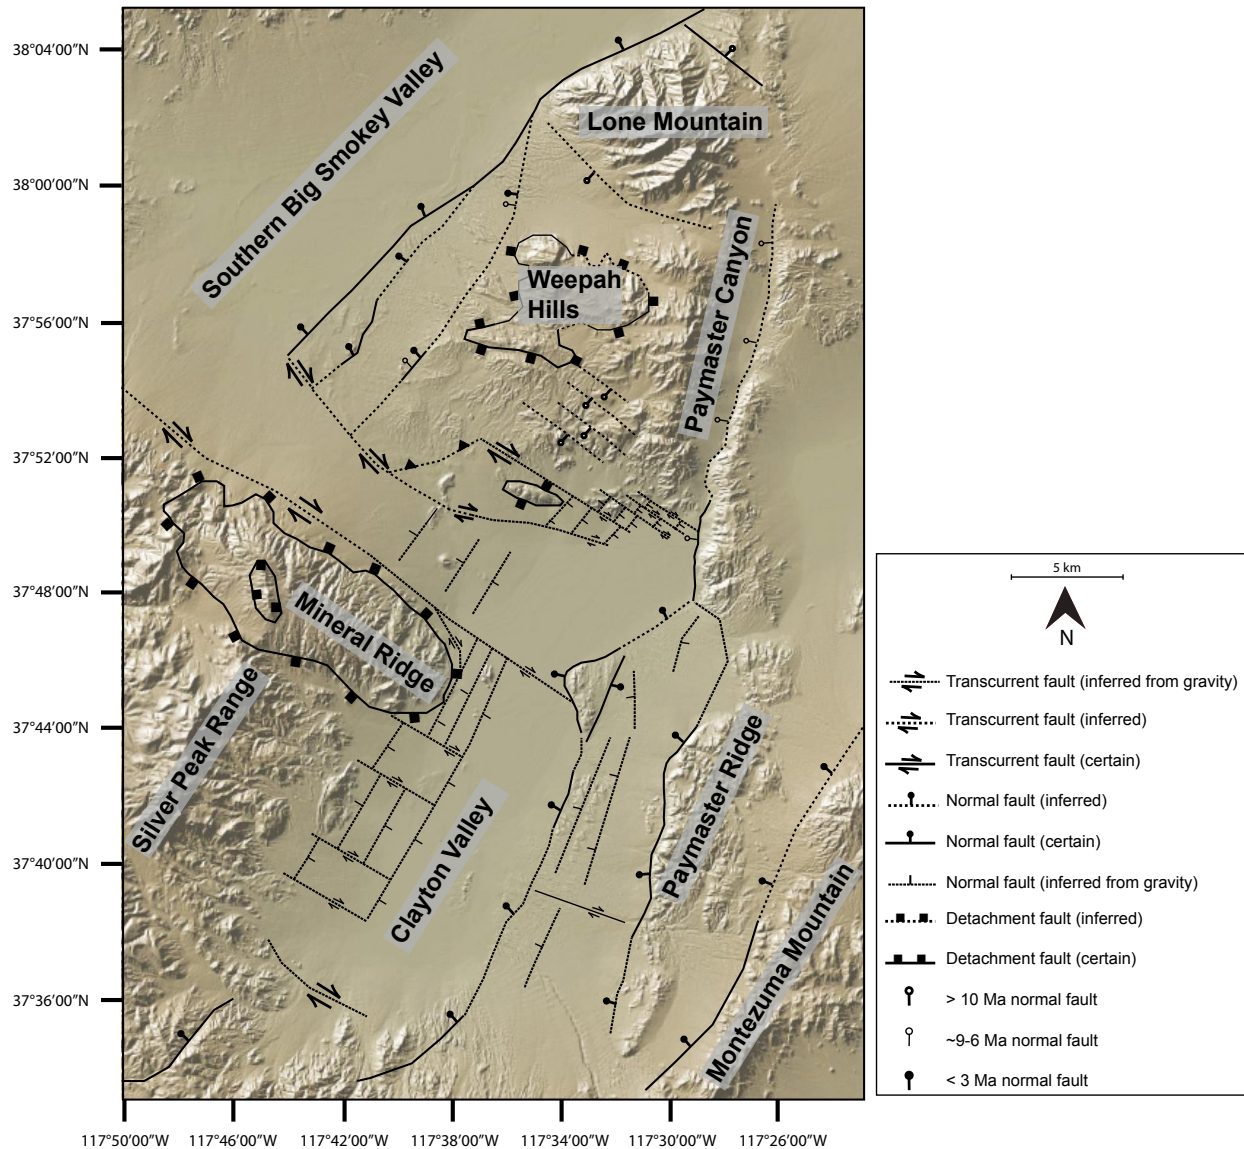 38°04'00"N
38°00'00"N
37°56'00"N
37°52'00"N
37°48'00"N
37°44'00"N
37°40'00"N
37°36'00"N
Southern Big Smokey Valley
Lone Mountain
Weepah
Hills
Paymaster Canyon
Mineral Ridge
Silver Peak Range
Clayton Valley
Paymaster Ridge
Montezuma Mountain
117°50'00"W
117°46'00"W
117°42'00"W
117°38'00"W
117°34'00"W
117°30'00"W
117°26'00"W
5 km
N
Transcurrent fault (inferred from gravity)
Transcurrent fault (inferred)
Transcurrent fault (certain)
Normal fault (inferred)
Normal fault (certain)
Normal fault (inferred from gravity)
Detachment fault (inferred)
Detachment fault (certain)
> 10 Ma normal fault
~9-6 Ma normal fault
< 3 Ma normal fault